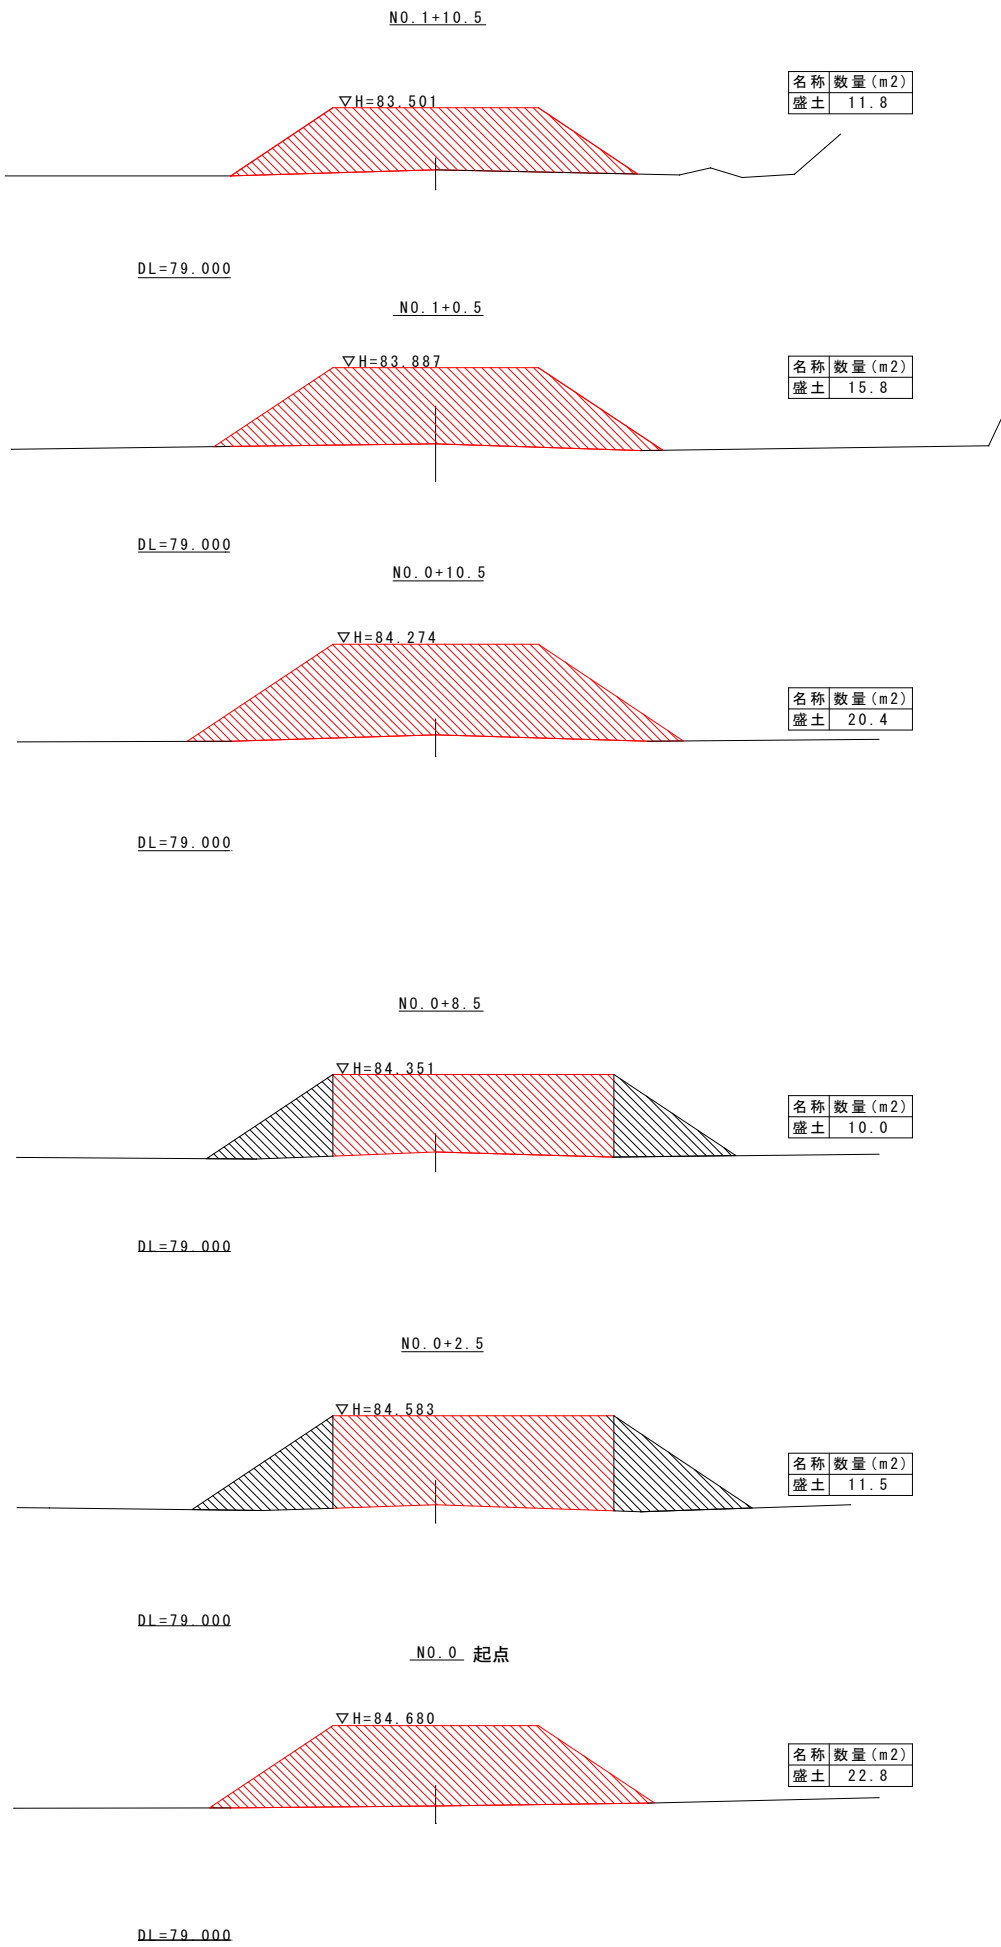 NO.1+10.5
▽H=83.501
名称 数量(m2)
盛土 11.8
DL=79.000
NO.1+0.5
▽H=83.887
名称 数量(m2)
盛土 15.8
DL=79.000
NO.0+10.5
▽H=84.274
名称 数量(m2)
盛土 20.4
DL=79.000
NO.0+8.5
▽H=84.351
名称 数量(m2)
盛土 10.0
DL=79.000
NO.0+2.5
▽H=84.583
名称 数量(m2)
盛土 11.5
DL=79.000
NO.0 起点
▽H=84.680
名称 数量(m2)
盛土 22.8
DL=79.000